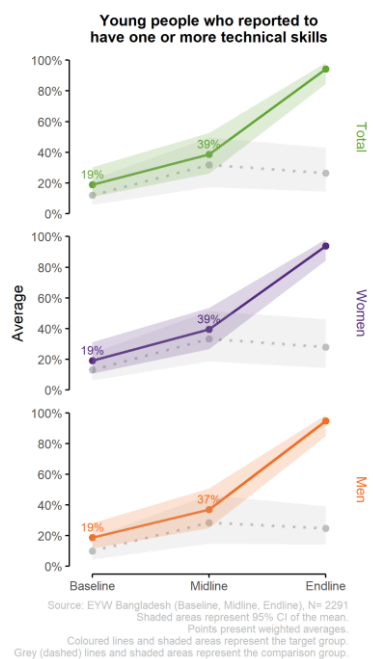 Young people who reported to
have one or more technical skills
100%
80%
60%
40%
20%
0%
19%
39%
Total
100%
80%
60%
40%
20%
0%
19%
39%
Women
Average
100%
80%
60%
40%
20%
0%
19%
37%
Men
Baseline Midline Endline
Source: EYW Bangladesh (Baseline, Midline, Endline), N= 2291
Shaded areas represent 95% CI of the mean.
Points present weighted averages.
Coloured lines and shaded areas represent the target group.
Grey (dashed) lines and shaded areas represent the comparison group.